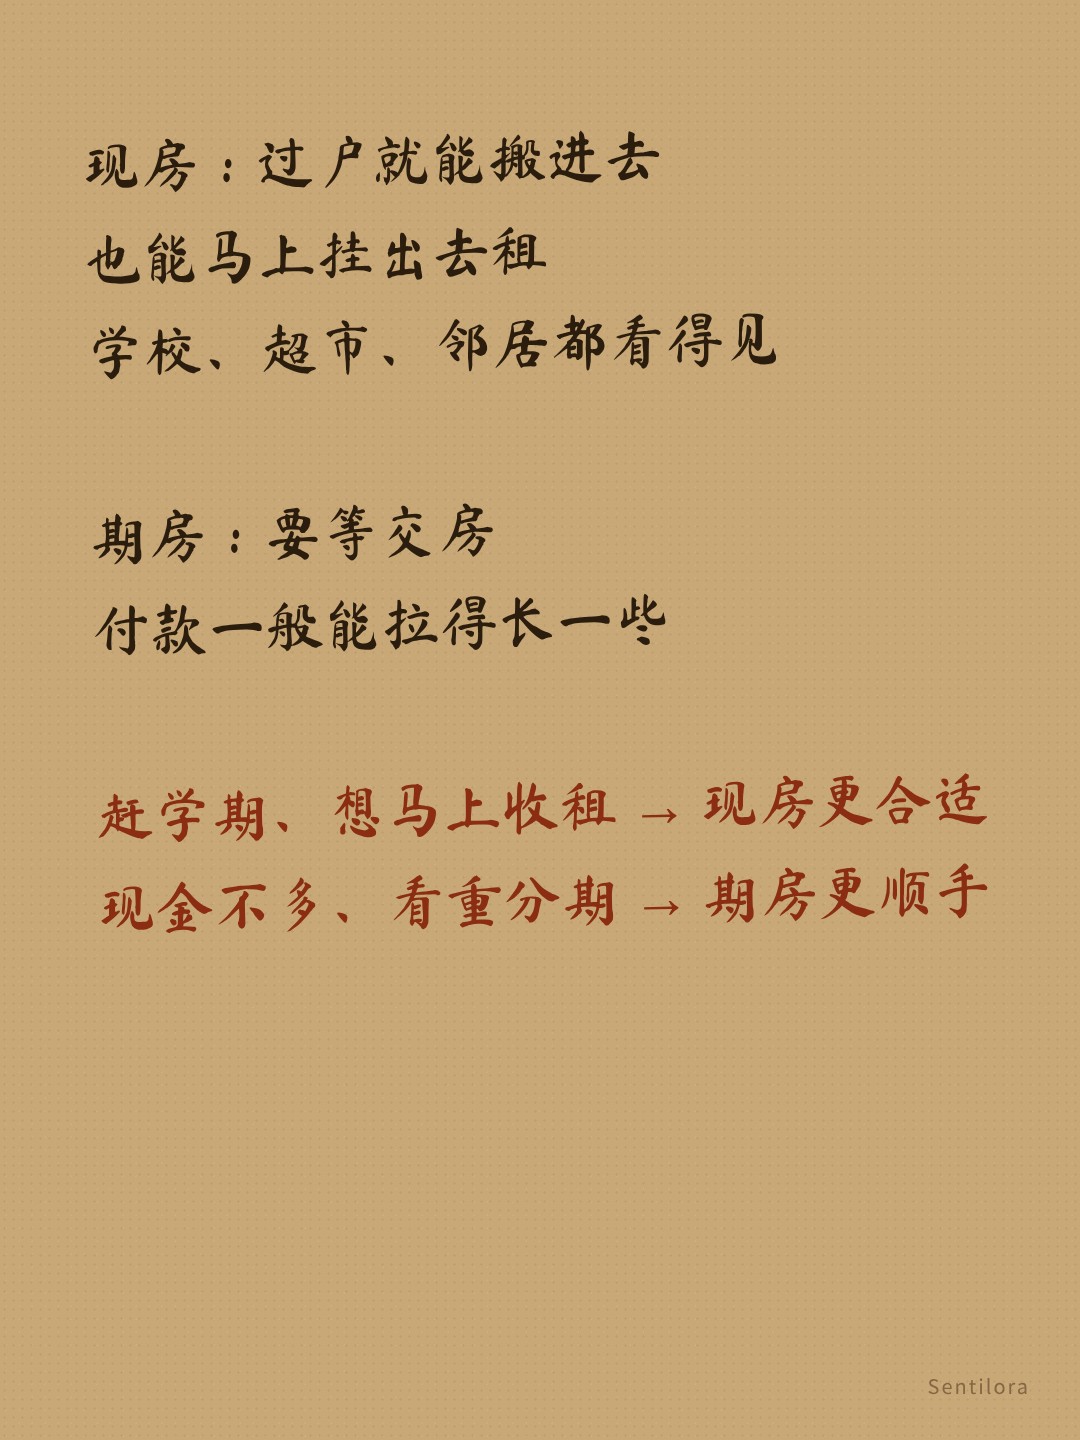 现房：过户就能搬进去
也能马上挂出去租
学校、超市、邻居都看得见
期房：要等交房
付款一般能拉得长一些
赶学期、想马上收租→现房更合适
现金不多、看重分期→期房更顺手
Sentilora